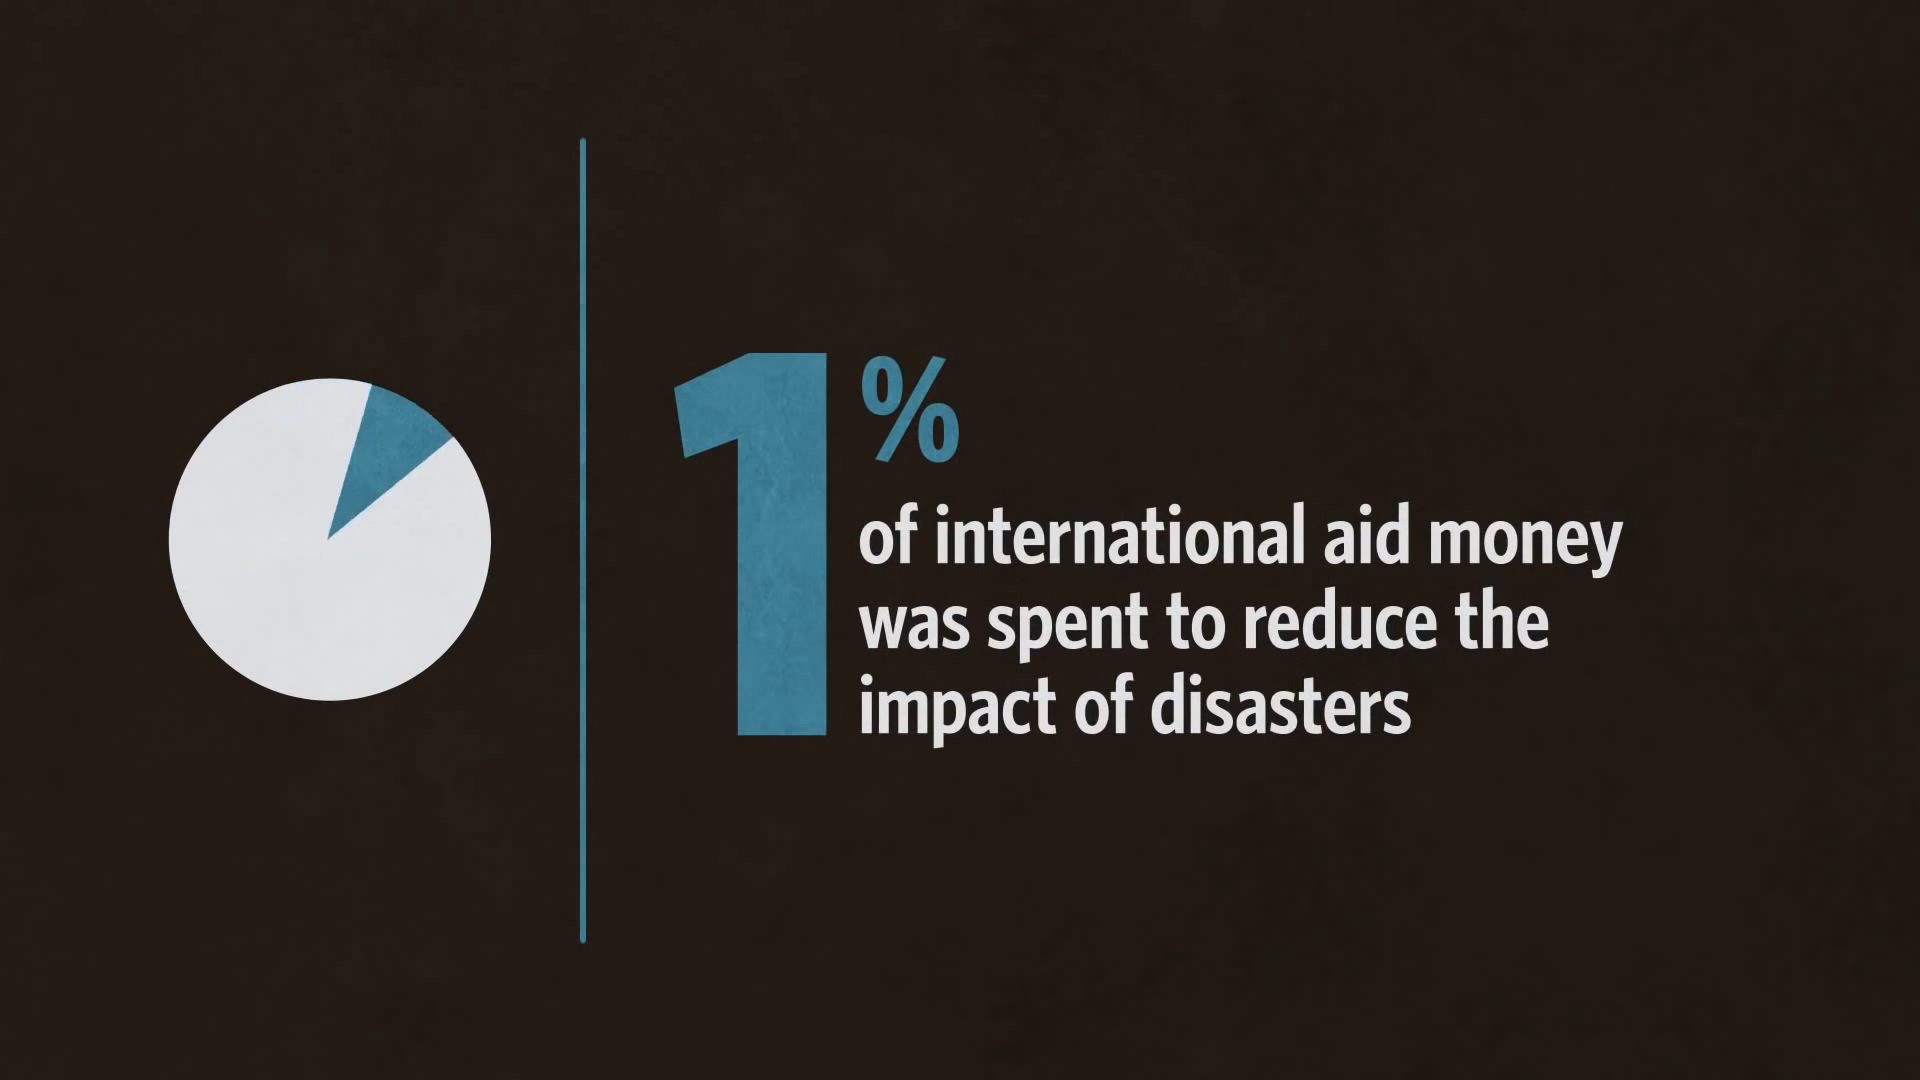 1%
of international aid money
was spent to reduce the
impact of disasters